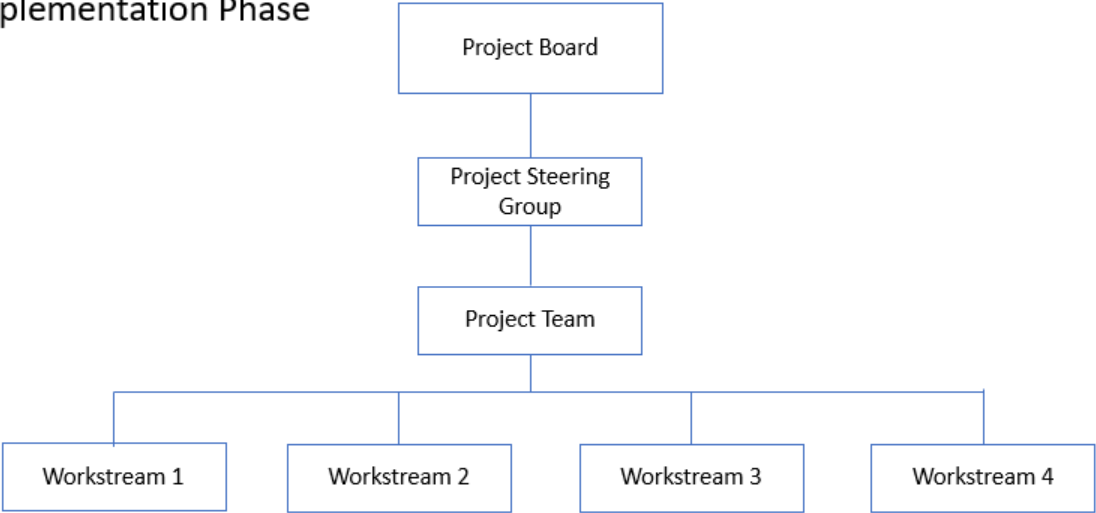 plementation Phase
Project Board
Project Steering
Group
Project Team
Workstream 1
Workstream 2
Workstream 3
Workstream 4